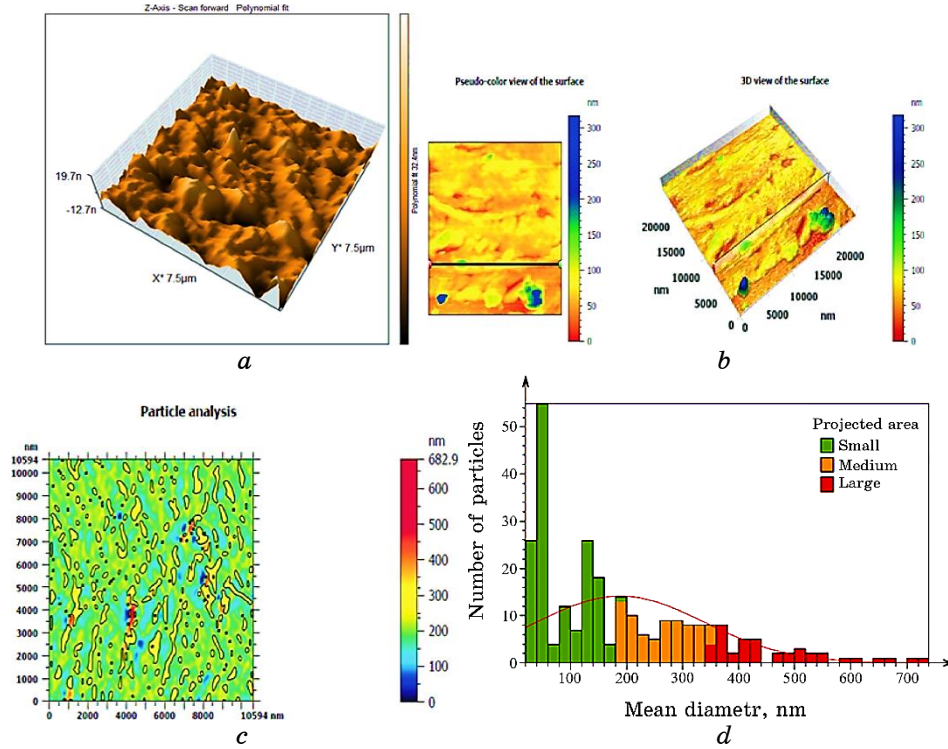 Z-Axis - Scan forward Polynomial fit
19.7n
-12.7n
X* 7.5µm
Y* 7.5µm
Polynomial fit 32.4nm
a
Pseudo-color view of the surface
nm
300
250
200
150
100
50
0
3D view of the surface
20000
15000
10000
nm
5000
0
0
5000
nm
10000
15000
20000
nm
300
250
200
150
100
50
0
b
Particle analysis
nm
10594
10000
9000
8000
7000
6000
5000
4000
3000
2000
1000
0
0
2000
4000
6000
8000
10594 nm
nm
682.9
600
500
400
300
200
100
0
c
Number of particles
50
40
30
20
10
0
100
200
300
400
500
600
700
Mean diametr, nm
Projected area
Small
Medium
Large
d